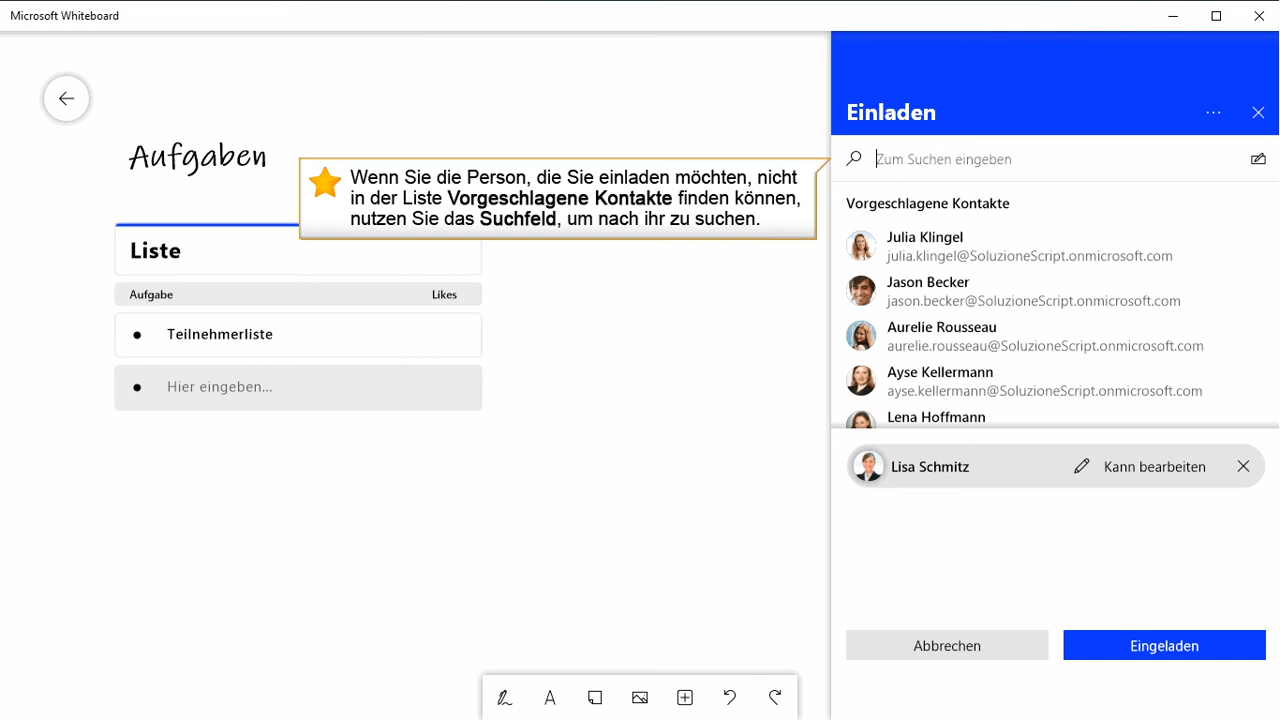 Microsoft Whiteboard
Aufgaben
Wenn Sie die Person, die Sie einladen möchten, nicht
in der Liste Vorgeschlagene Kontakte finden können,
nutzen Sie das Suchfeld, um nach ihr zu suchen.
Liste
Aufgabe Likes
Teilnehmerliste
Hier eingeben...
Einladen
Zum Suchen eingeben
Vorgeschlagene Kontakte
Julia Klingel
julia.klingel@SoluzioneScript.onmicrosoft.com
Jason Becker
jason.becker@SoluzioneScript.onmicrosoft.com
Aurelie Rousseau
aurelie.rousseau@SoluzioneScript.onmicrosoft.com
Ayse Kellermann
ayse.kellermann@SoluzioneScript.onmicrosoft.com
Lena Hoffmann
Lisa Schmitz Kann bearbeiten
Abbrechen Eingeladen